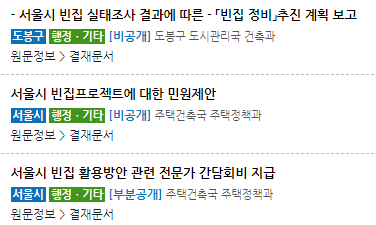 - 서울시 빈집 실태조사 결과에 따른 - 「빈집 정비」추진 계획 보고
도봉구 행정·기타 [비공개] 도봉구 도시관리국 건축과
원문정보 > 결재문서
서울시 빈집프로젝트에 대한 민원제안
서울시 행정·기타 [비공개] 주택건축국 주택정책과
원문정보 > 결재문서
서울시 빈집 활용방안 관련 전문가 간담회비 지급
서울시 행정·기타 [부분공개] 주택건축국 주택정책과
원문정보 > 결재문서